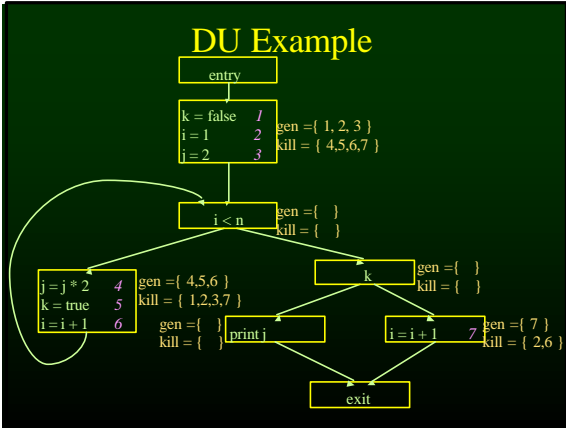 DU Example
entry
k = false 1
i = 1 2
j = 2 3
gen ={ 1, 2, 3 }
kill = { 4,5,6,7 }
i < n
gen ={ }
kill = { }
j = j * 2 4
k = true 5
i = i + 1 6
gen ={ 4,5,6 }
kill = { 1,2,3,7 }
k
gen ={ }
kill = { }
gen ={ }
kill = { }
print j
i = i + 1 7
gen ={ 7 }
kill = { 2,6 }
exit